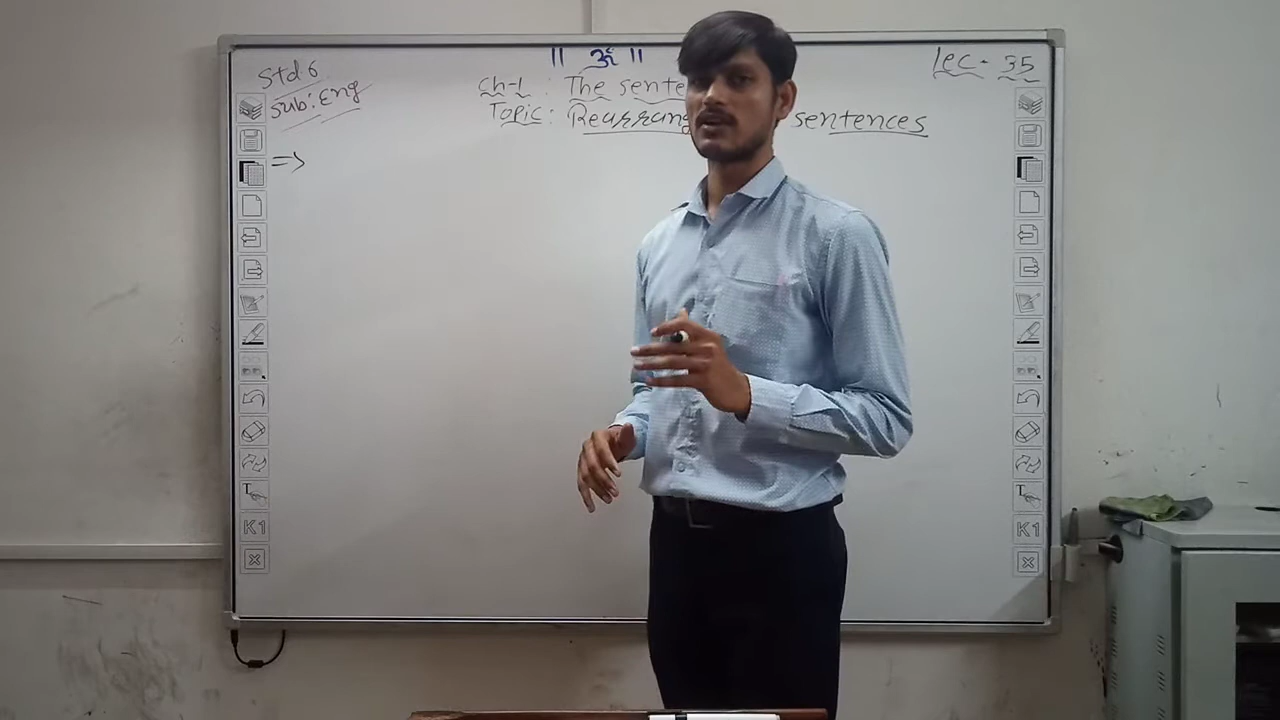 || ૐ ||
Std 6
Sub: Eng
Ch-1 : The sente
Topic: Rearrang sentences
Lec - 35
=>
K1
K1